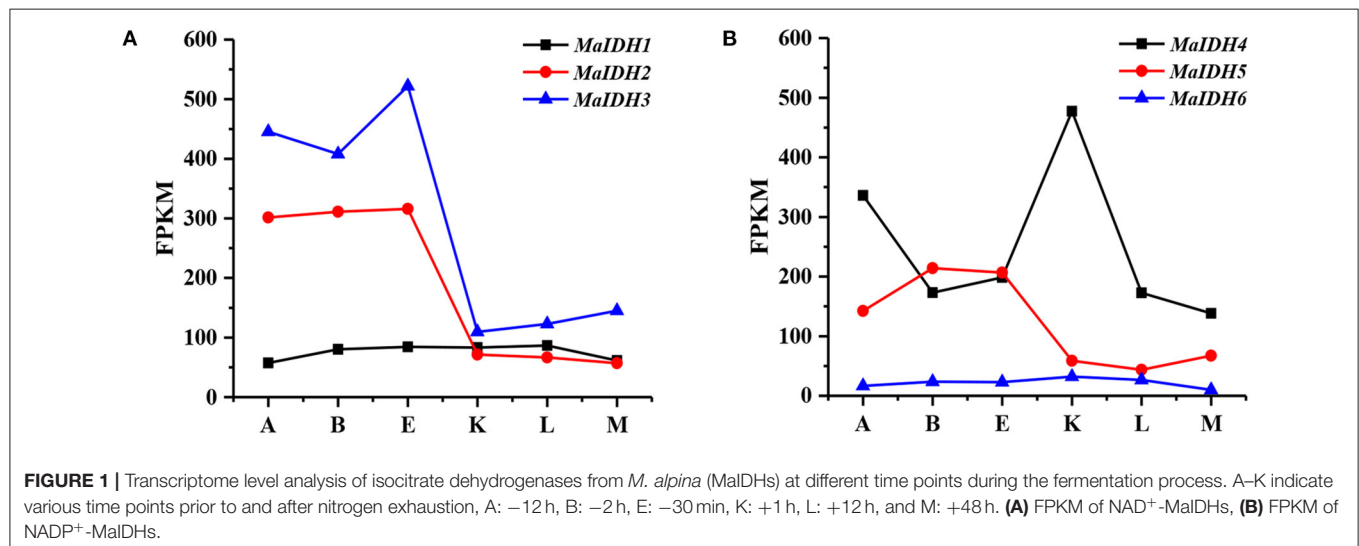 A
600
500
400
300
200
100
0
FPKM
MaIDH1
MaIDH2
MaIDH3
A B E K L M
B
600
500
400
300
200
100
0
FPKM
MaIDH4
MaIDH5
MaIDH6
A B E K L M
FIGURE 1 | Transcriptome level analysis of isocitrate dehydrogenases from M. alpina (MaIDHs) at different time points during the fermentation process. A–K indicate
various time points prior to and after nitrogen exhaustion, A: −12 h, B: −2 h, E: −30 min, K: +1 h, L: +12 h, and M: +48 h. (A) FPKM of NAD⁺-MaIDHs, (B) FPKM of
NADP⁺-MaIDHs.